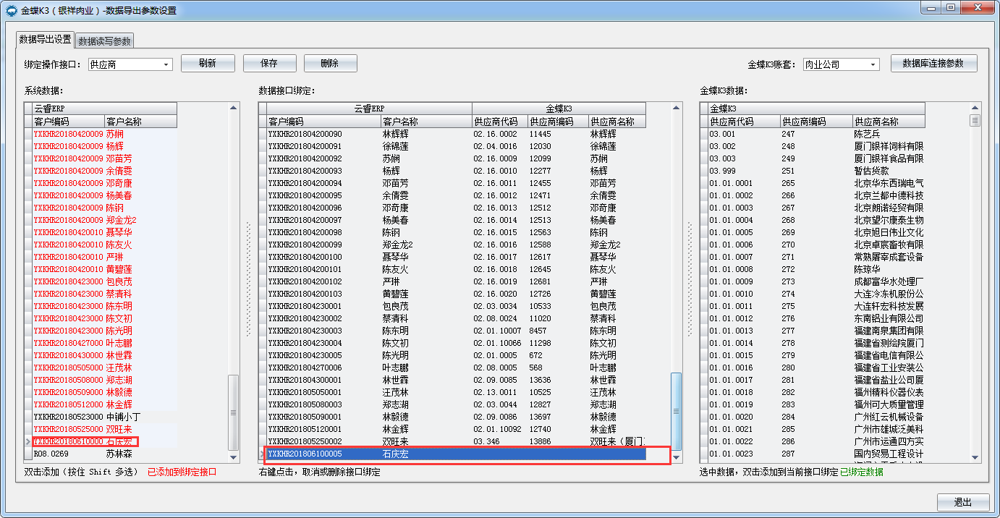 金蝶K3（银祥肉业）-数据导出参数设置
数据导出设置 数据读写参数
绑定操作接口: 供应商 刷新 保存 删除 金蝶K3账套: 肉业公司 数据库连接参数
系统数据: 数据接口绑定: 金蝶K3数据:
云睿ERP
客户编码 客户名称
YXKHR20180420009 苏娴
YXKHR20180420009 杨辉
YXKHR20180420009 邓苗芳
YXKHR20180420009 余倩雯
YXKHR20180420009 邓奇康
YXKHR20180420009 杨美春
YXKHR20180420009 陈钢
YXKHR20180420009 郑金龙2
YXKHR20180420010 聂琴华
YXKHR20180420010 陈友火
YXKHR20180420010 严琳
YXKHR20180420010 黄碧莲
YXKHR20180423000 包良茂
YXKHR20180423000 蔡清科
YXKHR20180423000 陈东明
YXKHR20180423000 陈文初
YXKHR20180423000 陈光明
YXKHR20180427000 叶志鹏
YXKHR20180430000 林世霖
YXKHR20180505000 汪茂林
YXKHR20180508000 郑志湖
YXKHR20180509000 林毅德
YXKHR20180512000 林金辉
YXKHR20180523000 中铺小丁
YXKHR20180525000 双旺来
YXKHR20180610000 石庆宏
R08.0269 苏林森
双击添加（按住 Shift 多选） 已添加到绑定接口
云睿ERP 金蝶K3
客户编码 客户名称 供应商代码 供应商编码 供应商名称
YXKHR201804200090 林辉辉 02.16.0002 11445 林辉辉
YXKHR201804200091 徐锦莲 02.04.0016 12030 徐锦莲
YXKHR201804200092 苏娴 02.16.0009 12099 苏娴
YXKHR201804200093 杨辉 02.16.0010 12277 杨辉
YXKHR201804200094 邓苗芳 02.16.0011 12455 邓苗芳
YXKHR201804200095 余倩雯 02.16.0012 12471 余倩雯
YXKHR201804200096 邓奇康 02.16.0013 12512 邓奇康
YXKHR201804200097 杨美春 02.16.0014 12513 杨美春
YXKHR201804200098 陈钢 02.16.0015 12563 陈钢
YXKHR201804200099 郑金龙2 02.16.0016 12588 郑金龙2
YXKHR201804200100 聂琴华 02.16.0017 12617 聂琴华
YXKHR201804200101 陈友火 02.16.0018 12645 陈友火
YXKHR201804200102 严琳 02.16.0019 12681 严琳
YXKHR201804200103 黄碧莲 02.16.0020 12726 黄碧莲
YXKHR201804230001 包良茂 02.03.0034 10533 包良茂
YXKHR201804230002 蔡清科 02.08.0024 11020 蔡清科
YXKHR201804230003 陈东明 02.01.10007 8457 陈东明
YXKHR201804230004 陈文初 02.01.10066 11298 陈文初
YXKHR201804230005 陈光明 02.01.0005 672 陈光明
YXKHR201804270006 叶志鹏 02.08.0005 568 叶志鹏
YXKHR201804300001 林世霖 02.09.0085 13636 林世霖
YXKHR201805050001 汪茂林 02.13.0011 10525 汪茂林
YXKHR201805080003 郑志湖 02.03.0044 12827 郑志湖
YXKHR201805090001 林毅德 02.09.0086 13697 林毅德
YXKHR201805120001 林金辉 02.01.10092 12740 林金辉
YXKHR201805250002 双旺来 03.346 13886 双旺来（厦门
YXKHR201806100005 石庆宏
右键点击，取消或删除接口绑定
金蝶K3
供应商代码 供应商编码 供应商名称
03.001 247 陈艺兵
03.002 248 厦门银祥饲料有限
03.003 249 厦门银祥食品有限
03.999 251 暂估货款
01.01.0001 265 北京华东西瑞电气
01.01.0002 266 北京兰都中德科技
01.01.0003 267 北京朗诺经贸有限
01.01.0004 268 北京望尔康泰生物
01.01.0005 269 北京旭日伟业文化
01.01.0006 270 北京卓宸畜牧有限
01.01.0007 271 常熟屠宰成套设备
01.01.0008 272 陈琼华
01.01.0009 273 成都富华水处理厂
01.01.0010 274 大连冷冻机股份公
01.01.0011 275 大连轩宏科技发展
01.01.0012 276 东南铝业有限公司
01.01.0013 277 福建南泉集团有限
01.01.0014 278 福建省测绘院厦门
01.01.0015 279 福建省电信有限公
01.01.0016 280 福建省工业安装公
01.01.0017 281 福建省盐业公司厦
01.01.0018 282 福州精科仪器仪表
01.01.0019 283 福州可大质量管理
01.01.0020 284 广州红云机械设备
01.01.0021 285 广州市雄城泛美科
01.01.0022 286 广州市运通四方实
01.01.0023 287 国内贸易工程设计
选中数据，双击添加到当前接口绑定 已绑定数据
退出